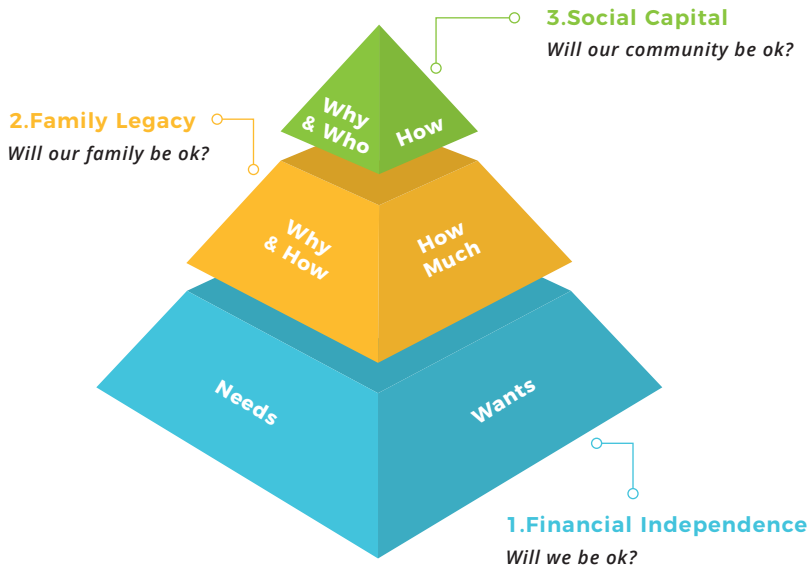 3.Social Capital
Will our community be ok?
Why
& Who
How
2.Family Legacy
Will our family be ok?
Why
& How
How
Much
Needs
Wants
1.Financial Independence
Will we be ok?